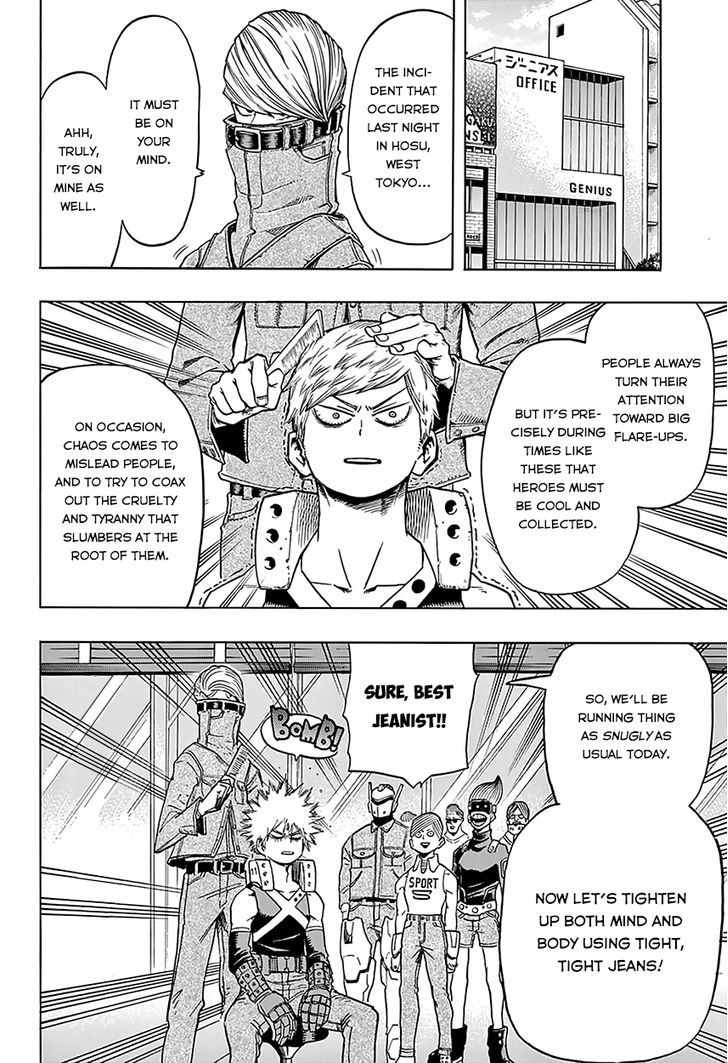 ジーニアス
OFFICE
GENIUS
THE INCI-
DENT THAT
OCCURRED
LAST NIGHT
IN HOSU,
WEST
TOKYO...
IT MUST
BE ON
YOUR
MIND.
AHH,
TRULY,
IT'S ON
MINE AS
WELL.
PEOPLE ALWAYS
TURN THEIR
ATTENTION
TOWARD BIG
FLARE-UPS.
BUT IT'S PRE-
CISELY DURING
TIMES LIKE
THESE THAT
HEROES MUST
BE COOL AND
COLLECTED.
ON OCCASION,
CHAOS COMES TO
MISLEAD PEOPLE,
AND TO TRY TO COAX
OUT THE CRUELTY
AND TYRANNY THAT
SLUMBERS AT THE
ROOT OF THEM.
SO, WE'LL BE
RUNNING THING
AS SNUGLY AS
USUAL TODAY.
SURE, BEST
JEANIST!!
BOMB!
SPORT
NOW LET'S TIGHTEN
UP BOTH MIND AND
BODY USING TIGHT,
TIGHT JEANS!